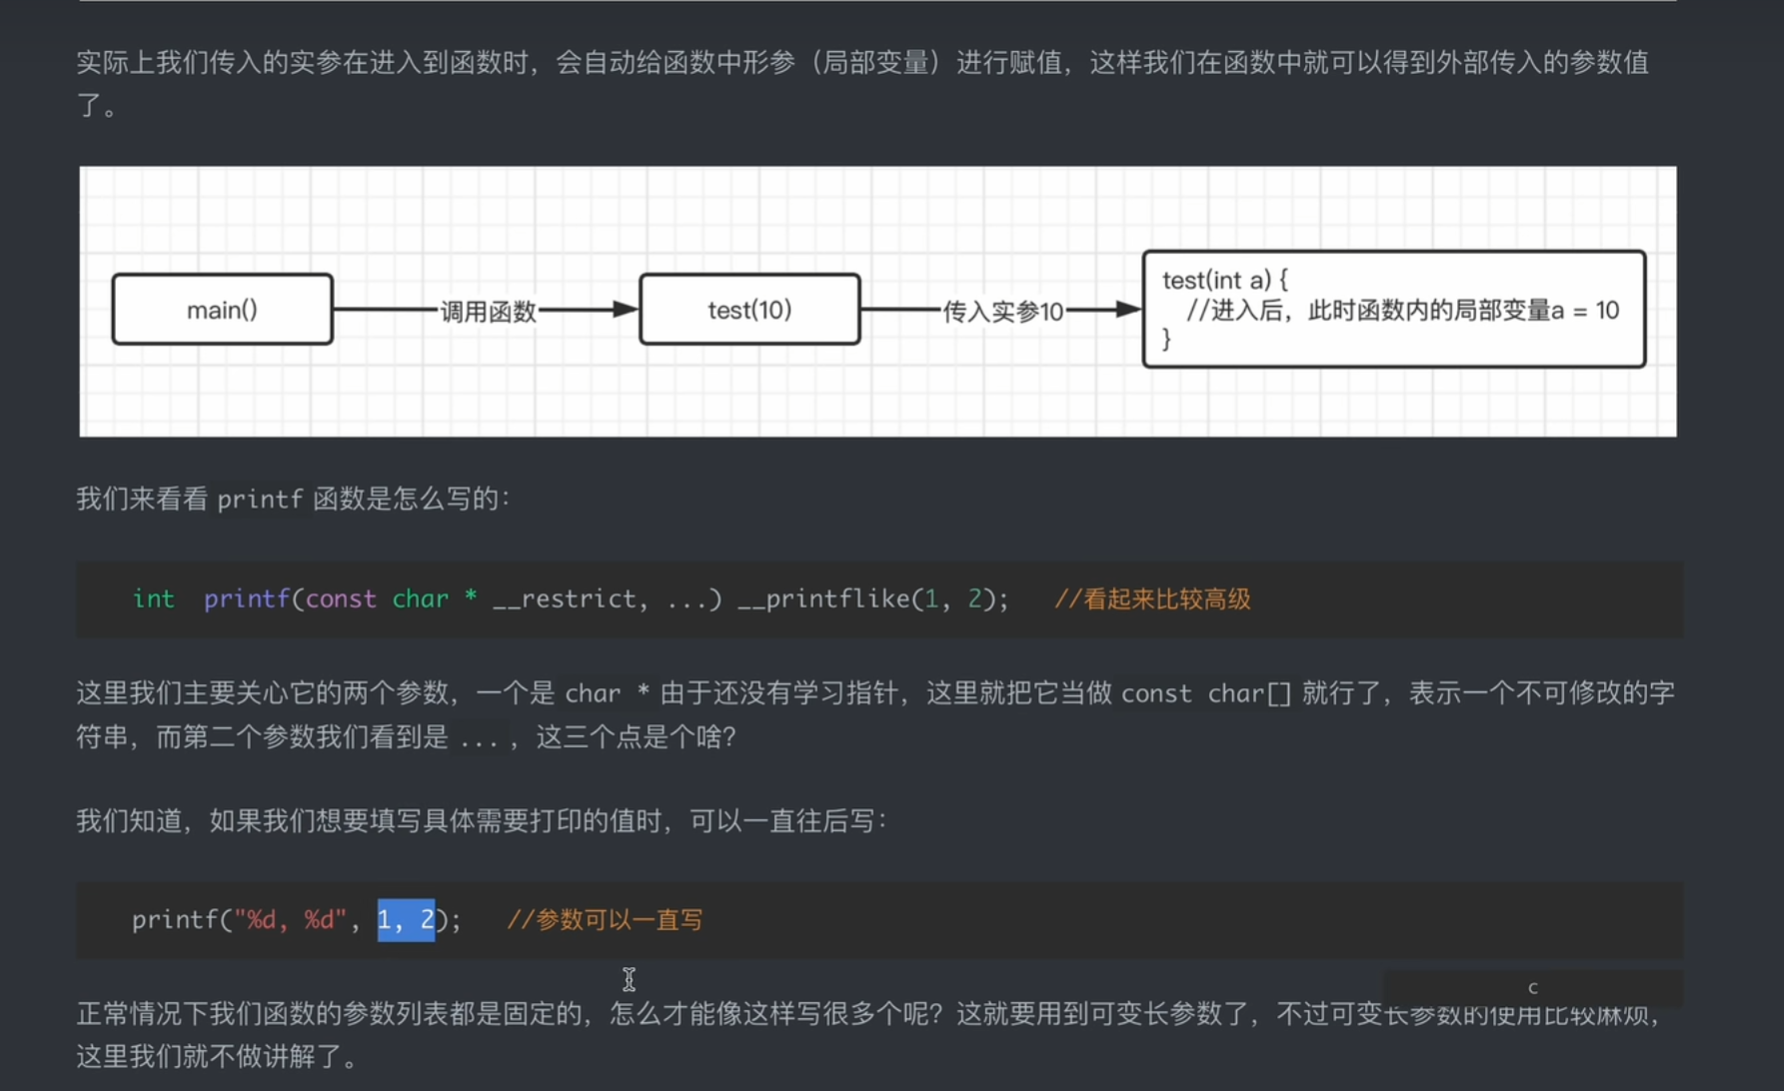 实际上我们传入的实参在进入到函数时，会自动给函数中形参（局部变量）进行赋值，这样我们在函数中就可以得到外部传入的参数值
了。
main()
调用函数
test(10)
传入实参10
test(int a) {
//进入后，此时函数内的局部变量a = 10
}
我们来看看 printf 函数是怎么写的：
int  printf(const char * __restrict, ...) __printflike(1, 2);   //看起来比较高级
这里我们主要关心它的两个参数，一个是 char * 由于还没有学习指针，这里就把它当做 const char[] 就行了，表示一个不可修改的字
符串，而第二个参数我们看到是 ... ，这三个点是个啥？
我们知道，如果我们想要填写具体需要打印的值时，可以一直往后写：
printf("%d, %d", 1, 2);   //参数可以一直写
c
正常情况下我们函数的参数列表都是固定的，怎么才能像这样写很多个呢？这就要用到可变长参数了，不过可变长参数的使用比较麻烦，
这里我们就不做讲解了。